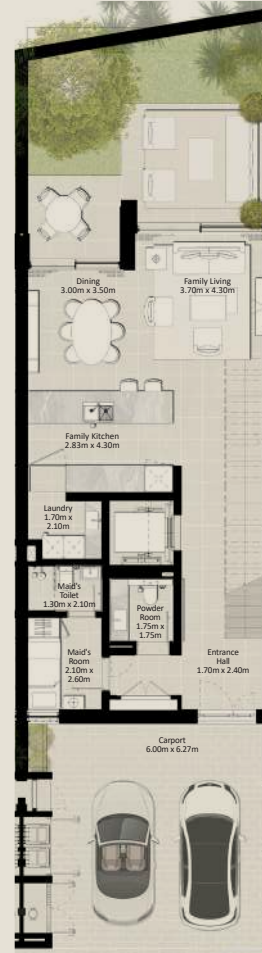 Dining
3.00m x 3.50m
Family Living
3.70m x 4.30m
Family Kitchen
2.83m x 4.30m
Laundry
1.70m x
2.10m
Maid's
Toilet
1.30m x 2.10m
Powder
Room
1.75m x
1.75m
Maid's
Room
2.10m x
2.60m
Entrance
Hall
1.70m x 2.40m
Carport
6.00m x 6.27m